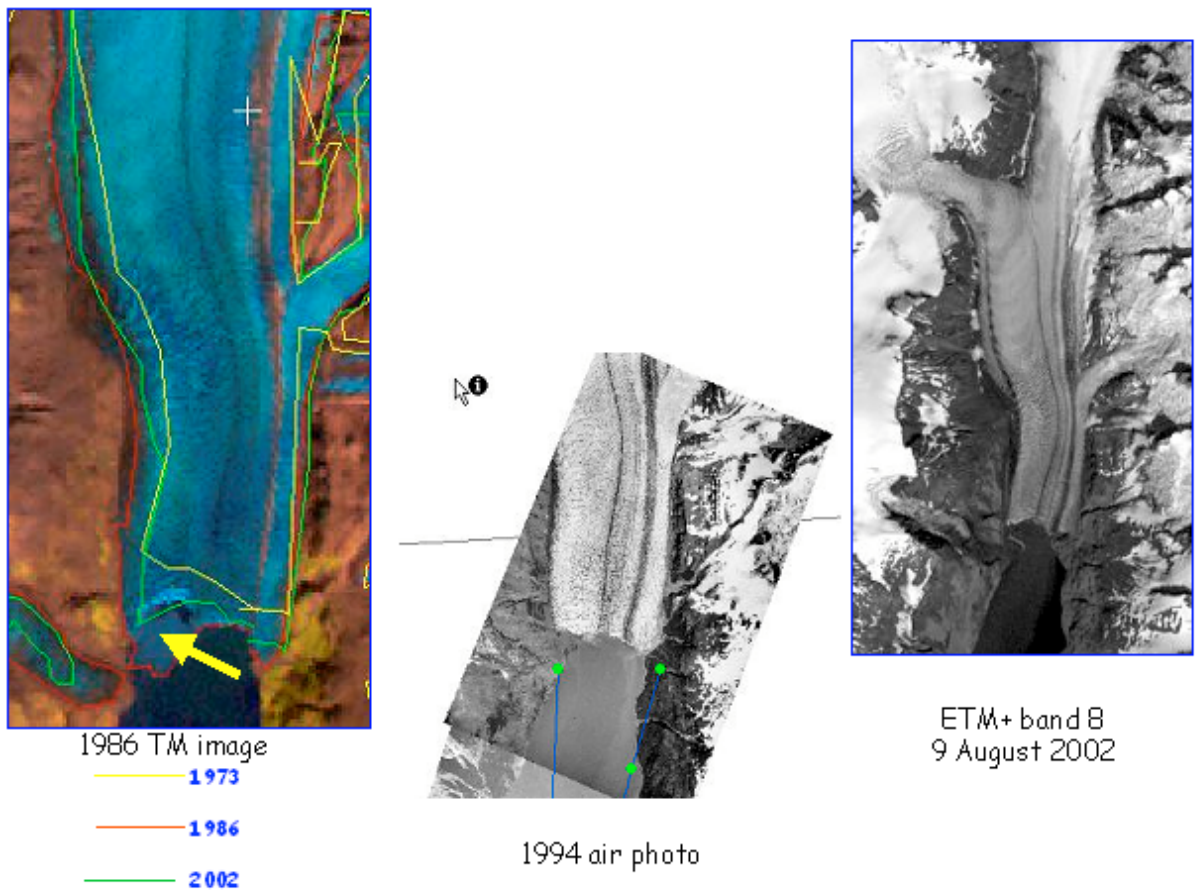 1986 TM image
1973
1986
2002
1994 air photo
ETM+ band 8
9 August 2002